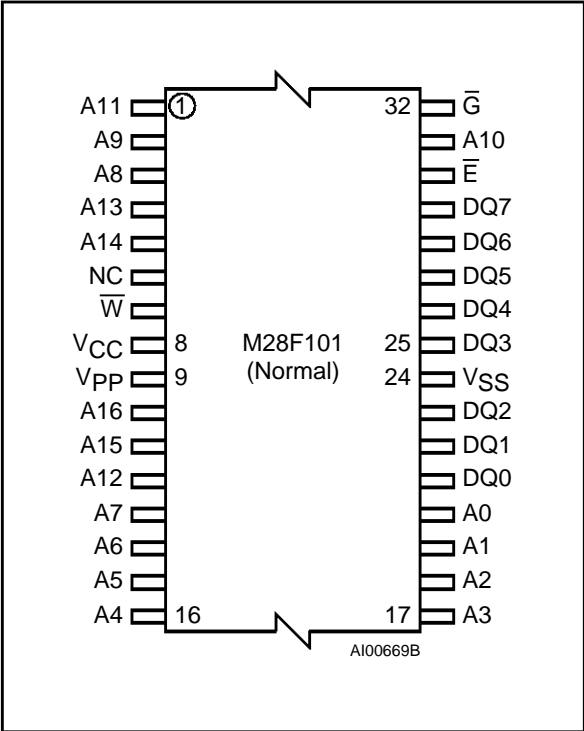 A11 1 32 G̅
A9 A10
A8 E̅
A13 DQ7
A14 DQ6
NC DQ5
W̅ DQ4
VCC 8 M28F101 25 DQ3
VPP 9 (Normal) 24 VSS
A16 DQ2
A15 DQ1
A12 DQ0
A7 A0
A6 A1
A5 A2
A4 16 17 A3
AI00669B